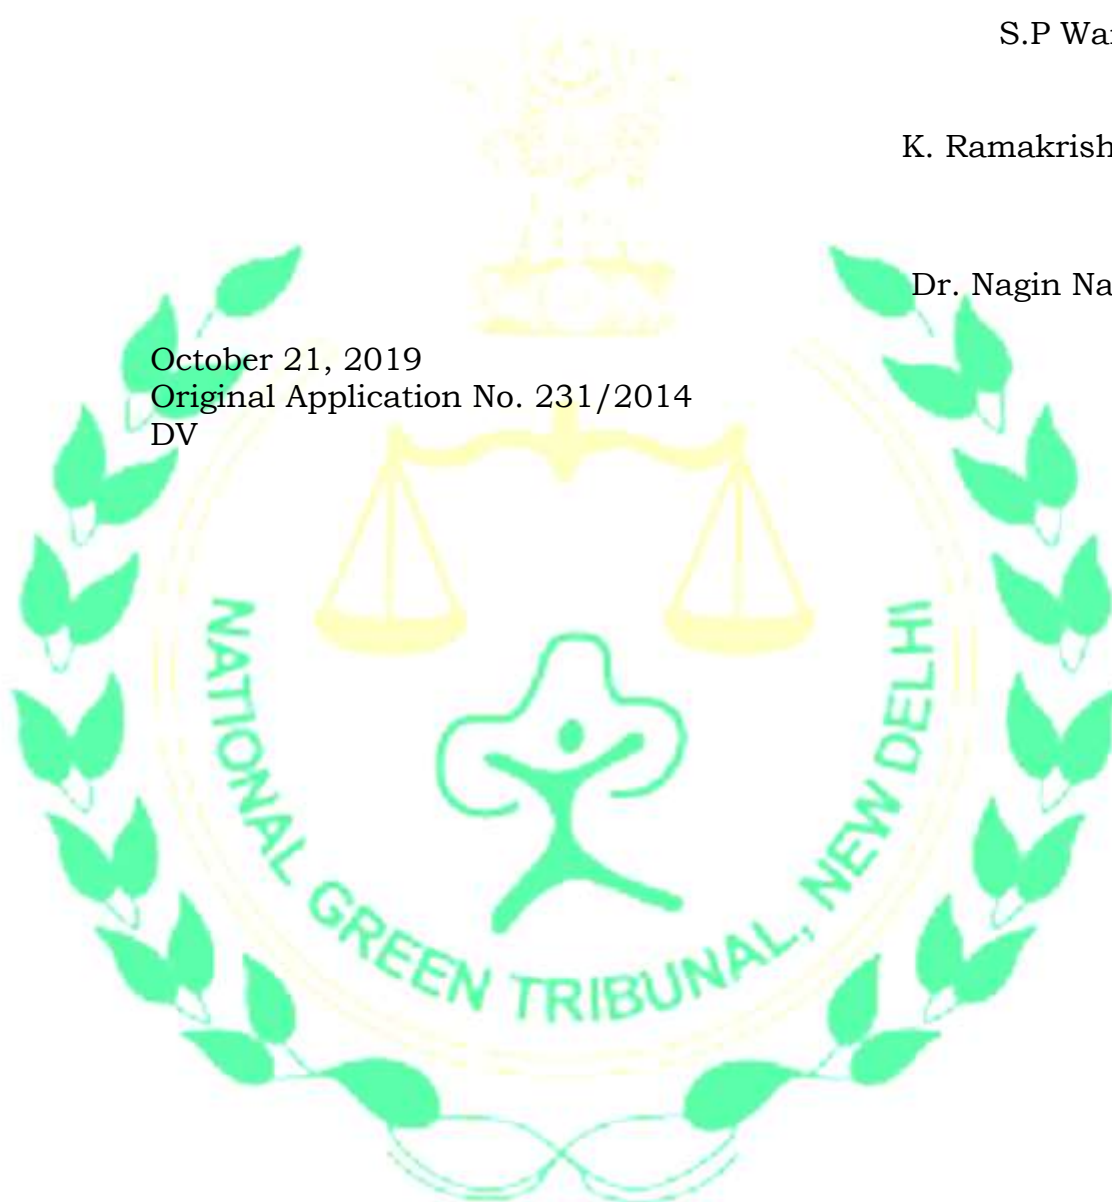 S.P Wa
K. Ramakrish
Dr. Nagin Na
October 21, 2019
Original Application No. 231/2014
DV
NATIONAL GREEN TRIBUNAL, NEW DELHI